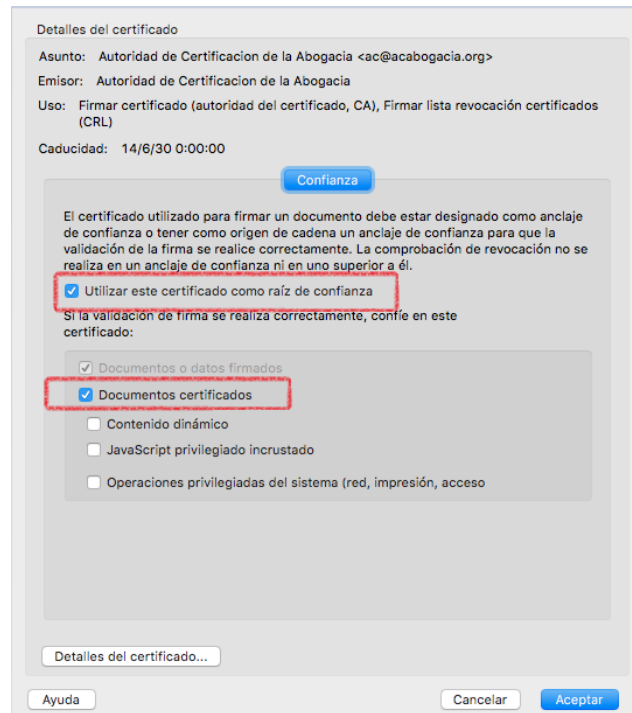 Detalles del certificado
Asunto: Autoridad de Certificacion de la Abogacia <ac@acabogacia.org>
Emisor: Autoridad de Certificacion de la Abogacia
Uso: Firmar certificado (autoridad del certificado, CA), Firmar lista revocación certificados
(CRL)
Caducidad: 14/6/30 0:00:00
Confianza
El certificado utilizado para firmar un documento debe estar designado como anclaje
de confianza o tener como origen de cadena un anclaje de confianza para que la
validación de la firma se realice correctamente. La comprobación de revocación no se
realiza en un anclaje de confianza ni en uno superior a él.
Utilizar este certificado como raíz de confianza
Si la validación de firma se realiza correctamente, confíe en este
certificado:
Documentos o datos firmados
Documentos certificados
Contenido dinámico
JavaScript privilegiado incrustado
Operaciones privilegiadas del sistema (red, impresión, acceso
Detalles del certificado...
Ayuda
Cancelar
Aceptar